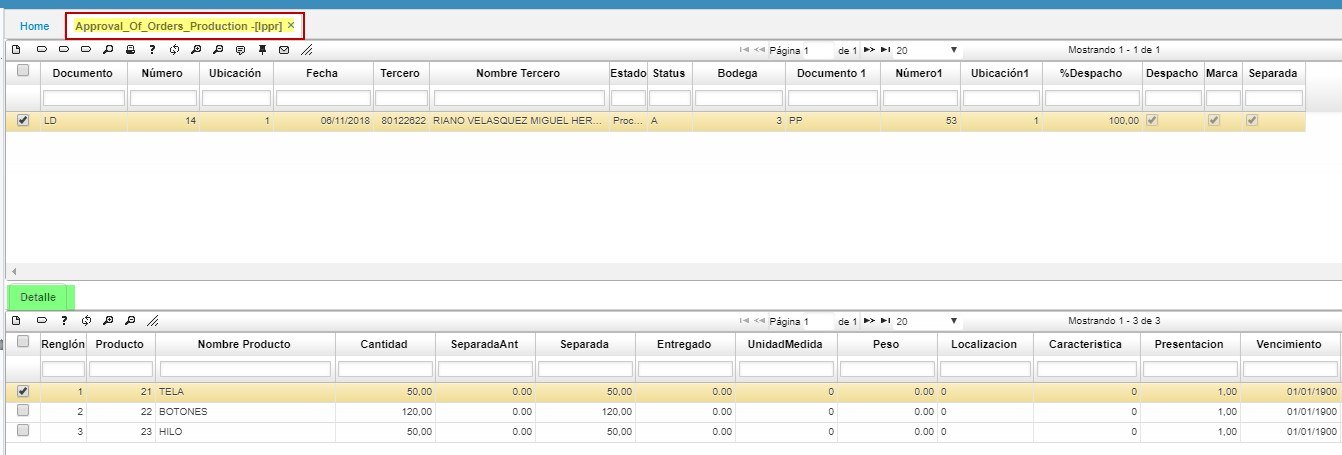 Home Approval_Of_Orders_Production -[lppr] ×
Página 1 de 1 20 Mostrando 1 - 1 de 1
Documento Número Ubicación Fecha Tercero Nombre Tercero Estado Status Bodega Documento 1 Número1 Ubicación1 %Despacho Despacho Marca Separada
LD 14 1 06/11/2018 80122622 RIANO VELASQUEZ MIGUEL HER... Proc... A 3 PP 53 1 100,00
Detalle
Página 1 de 1 20 Mostrando 1 - 3 de 3
Renglón Producto Nombre Producto Cantidad SeparadaAnt Separada Entregado UnidadMedida Peso Localizacion Caracteristica Presentacion Vencimiento
1 21 TELA 50,00 0.00 50,00 0.00 0 0.00 0 0 1,00 01/01/1900
2 22 BOTONES 120,00 0.00 120,00 0.00 0 0.00 0 0 1,00 01/01/1900
3 23 HILO 50,00 0.00 50,00 0.00 0 0.00 0 0 1,00 01/01/1900